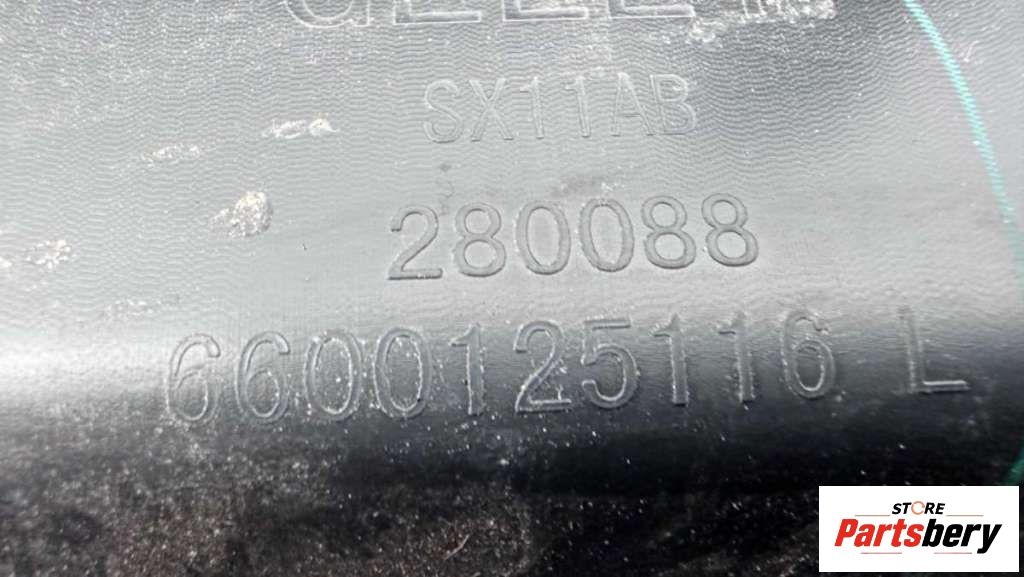 SX11AB
280088
6600125116 L
STORE
Partsbery